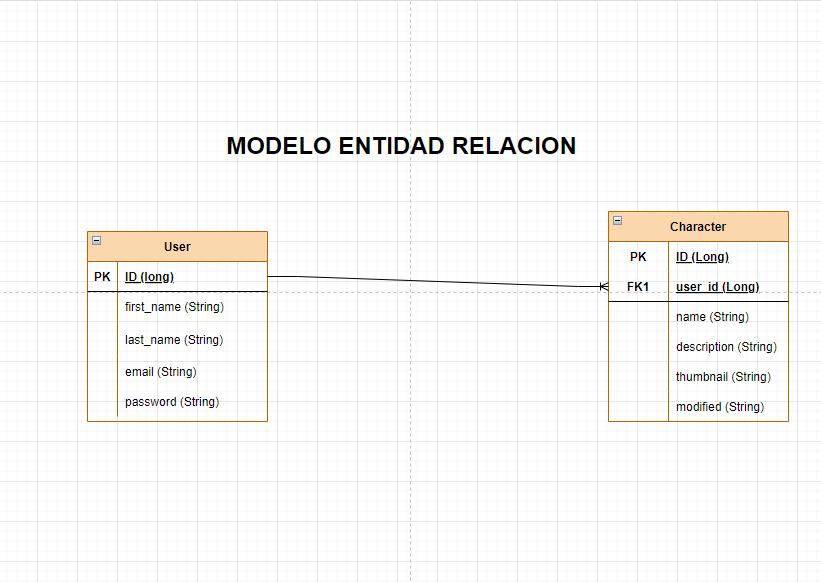 MODELO ENTIDAD RELACION
User
PK ID (long)
first_name (String)
last_name (String)
email (String)
password (String)
Character
PK ID (Long)
FK1 user_id (Long)
name (String)
description (String)
thumbnail (String)
modified (String)